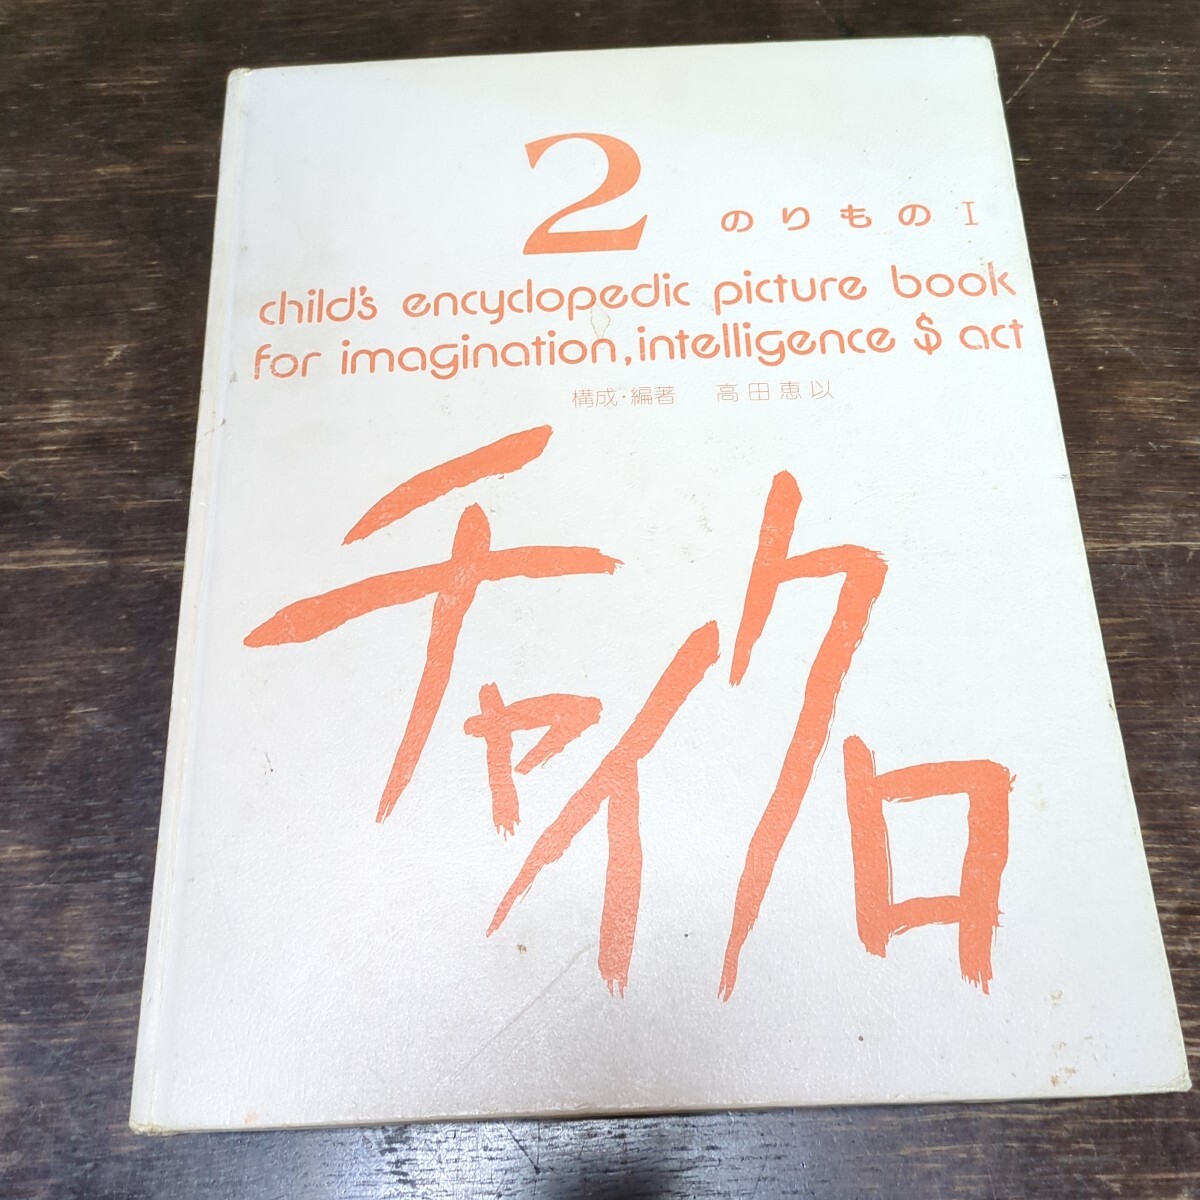 2 のりものⅠ
child's encyclopedic picture book
for imagination, intelligence $ act
構成・編著 高田恵以
チャイクロ